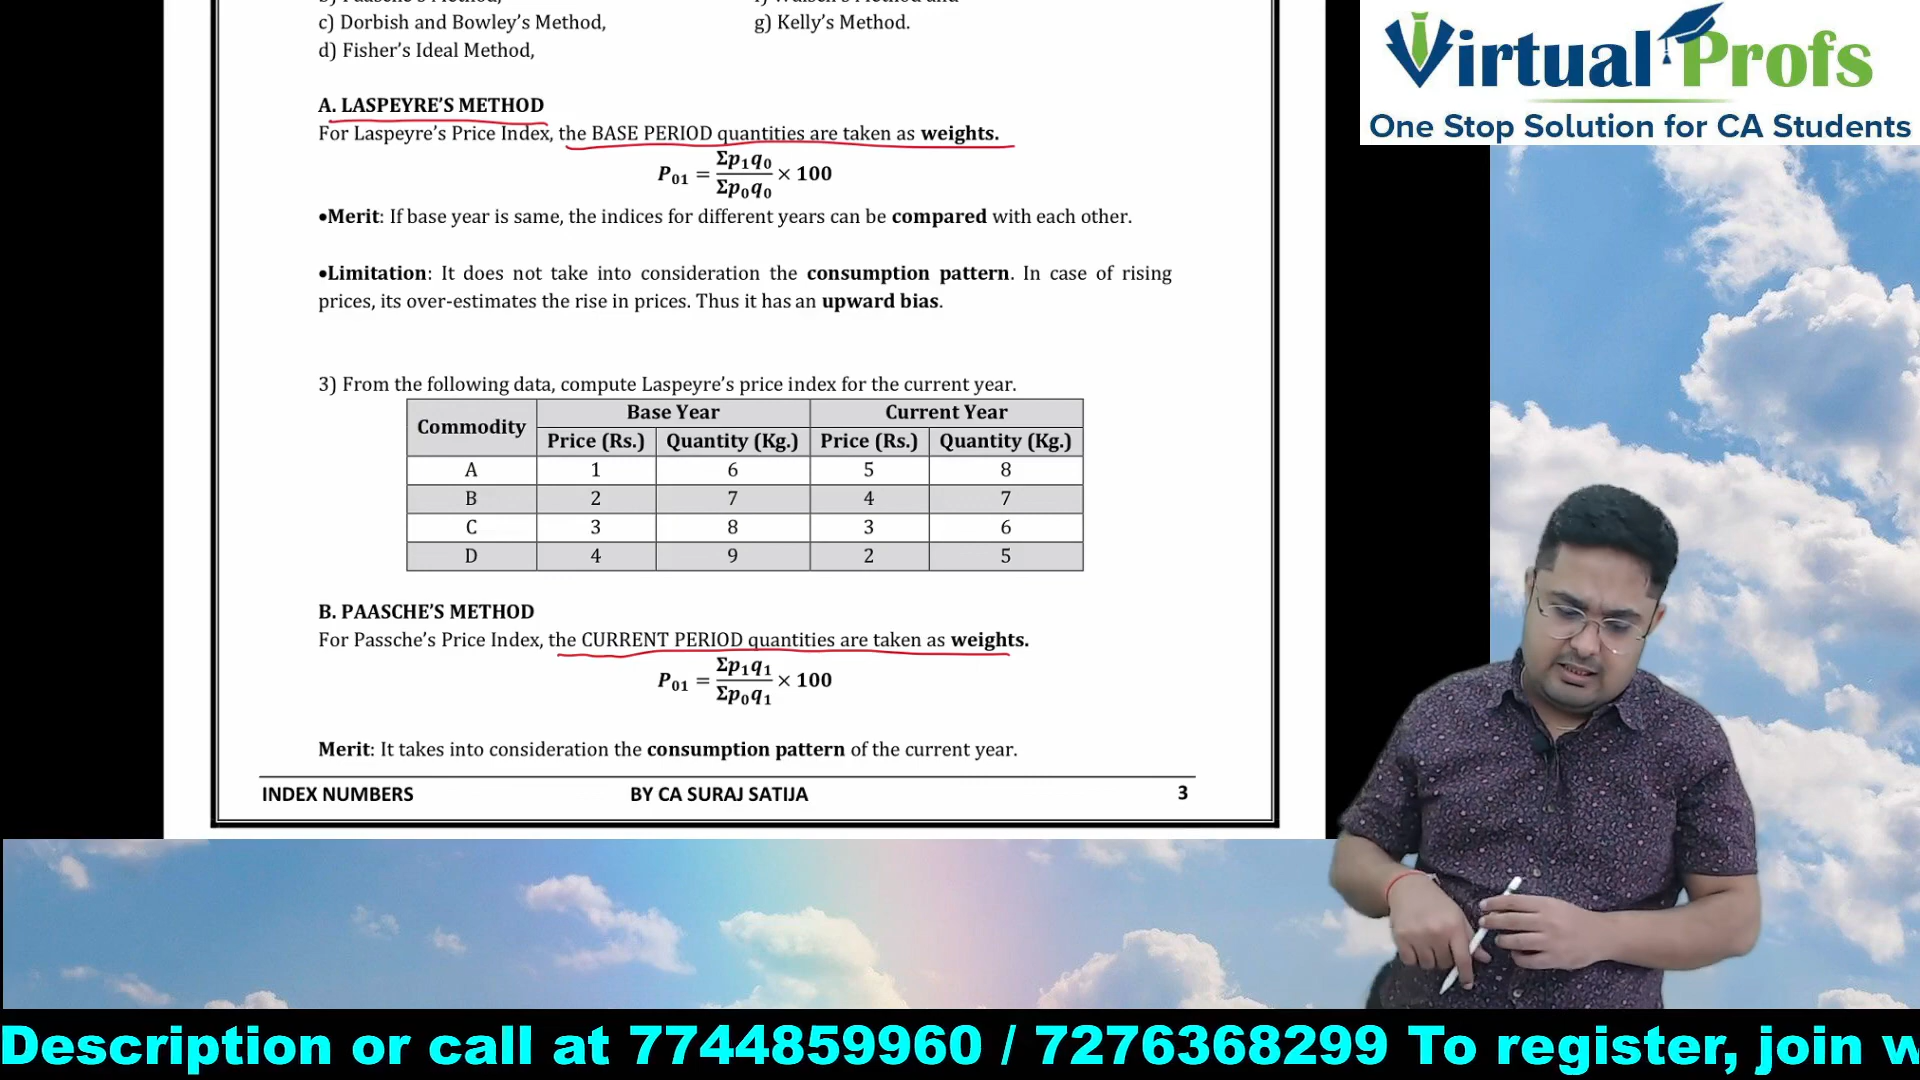 c) Dorbish and Bowley's Method,
g) Kelly's Method.
d) Fisher's Ideal Method,
A. LASPEYRE'S METHOD
For Laspeyre's Price Index, the BASE PERIOD quantities are taken as weights.
P₀₁ = Σp₁q₀ / Σp₀q₀ × 100
•Merit: If base year is same, the indices for different years can be compared with each other.
•Limitation: It does not take into consideration the consumption pattern. In case of rising
prices, its over-estimates the rise in prices. Thus it has an upward bias.
3) From the following data, compute Laspeyre's price index for the current year.
Commodity Base Year Current Year
Price (Rs.) Quantity (Kg.) Price (Rs.) Quantity (Kg.)
A 1 6 5 8
B 2 7 4 7
C 3 8 3 6
D 4 9 2 5
B. PAASCHE'S METHOD
For Passche's Price Index, the CURRENT PERIOD quantities are taken as weights.
P₀₁ = Σp₁q₁ / Σp₀q₁ × 100
Merit: It takes into consideration the consumption pattern of the current year.
INDEX NUMBERS BY CA SURAJ SATIJA 3
Virtual Profs
One Stop Solution for CA Students
Description or call at 7744859960 / 7276368299 To register, join w